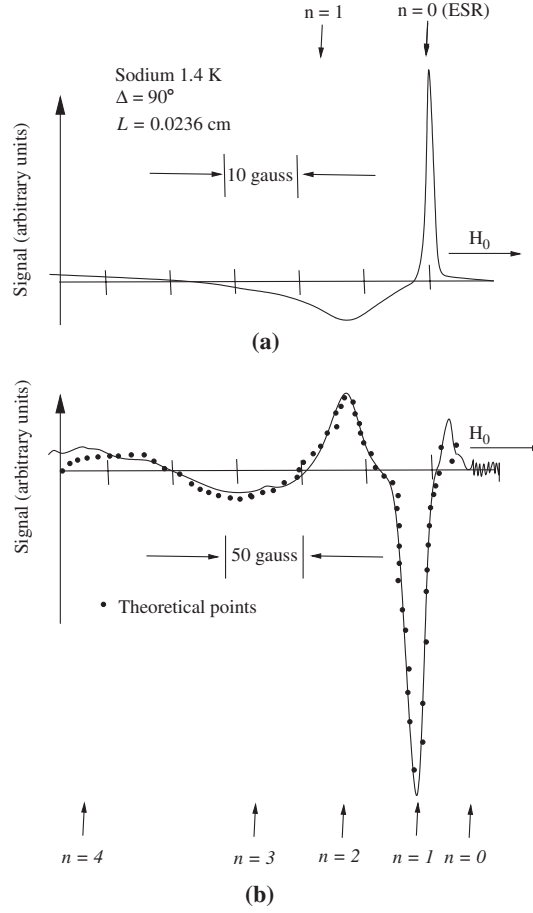 n = 1
n = 0 (ESR)
Sodium 1.4 K
Δ = 90°
L = 0.0236 cm
10 gauss
H0
Signal (arbitrary units)
(a)
H0
Signal (arbitrary units)
50 gauss
• Theoretical points
n = 4
n = 3
n = 2
n = 1
n = 0
(b)